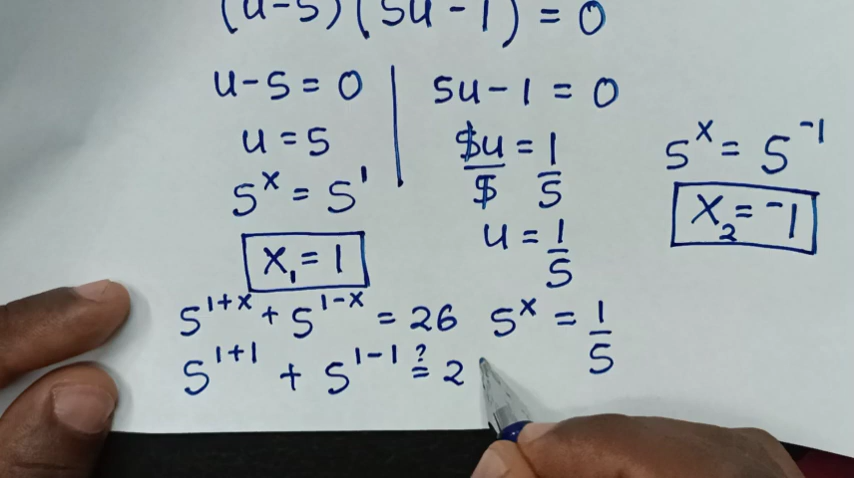 (u-5)(5u-1) = 0
u-5 = 0
u = 5
5^x = 5^1
x₁ = 1
5u-1 = 0
5u/5 = 1/5
u = 1/5
5^x = 1/5
5^x = 5^-1
x₂ = -1
5^1+x + 5^1-x = 26
5^1+1 + 5^1-1 ?= 2